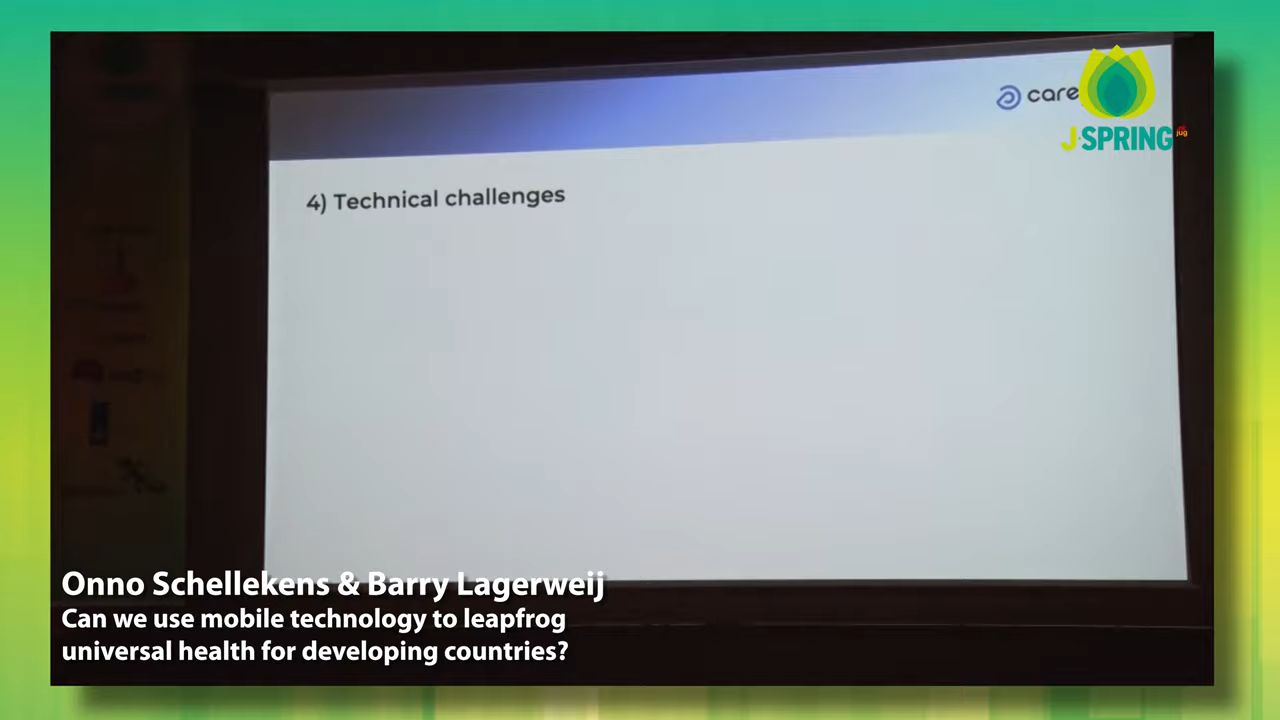 care
J-SPRING
jug
4) Technical challenges
Onno Schellekens & Barry Lagerweij
Can we use mobile technology to leapfrog
universal health for developing countries?